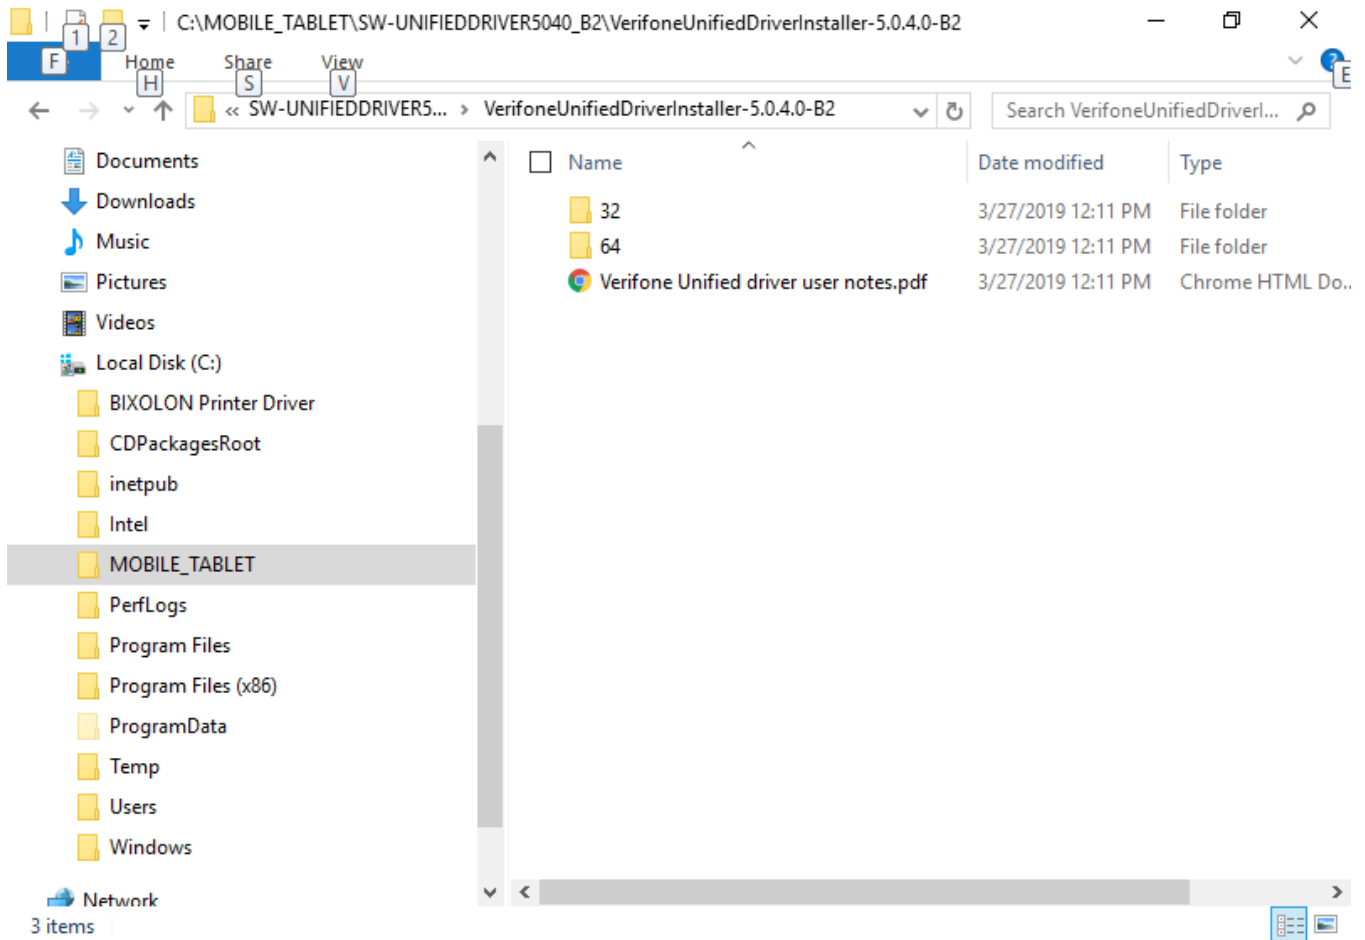 1 2 C:\MOBILE_TABLET\SW-UNIFIEDDRIVER5040_B2\VerifoneUnifiedDriverInstaller-5.0.4.0-B2
F Home Share View ? E
H S V
« SW-UNIFIEDDRIVER5... > VerifoneUnifiedDriverInstaller-5.0.4.0-B2 Search VerifoneUnifiedDriverI...
Documents
Downloads
Music
Pictures
Videos
Local Disk (C:)
BIXOLON Printer Driver
CDPackagesRoot
inetpub
Intel
MOBILE_TABLET
PerfLogs
Program Files
Program Files (x86)
ProgramData
Temp
Users
Windows
Network
Name Date modified Type
32 3/27/2019 12:11 PM File folder
64 3/27/2019 12:11 PM File folder
Verifone Unified driver user notes.pdf 3/27/2019 12:11 PM Chrome HTML Do..
3 items